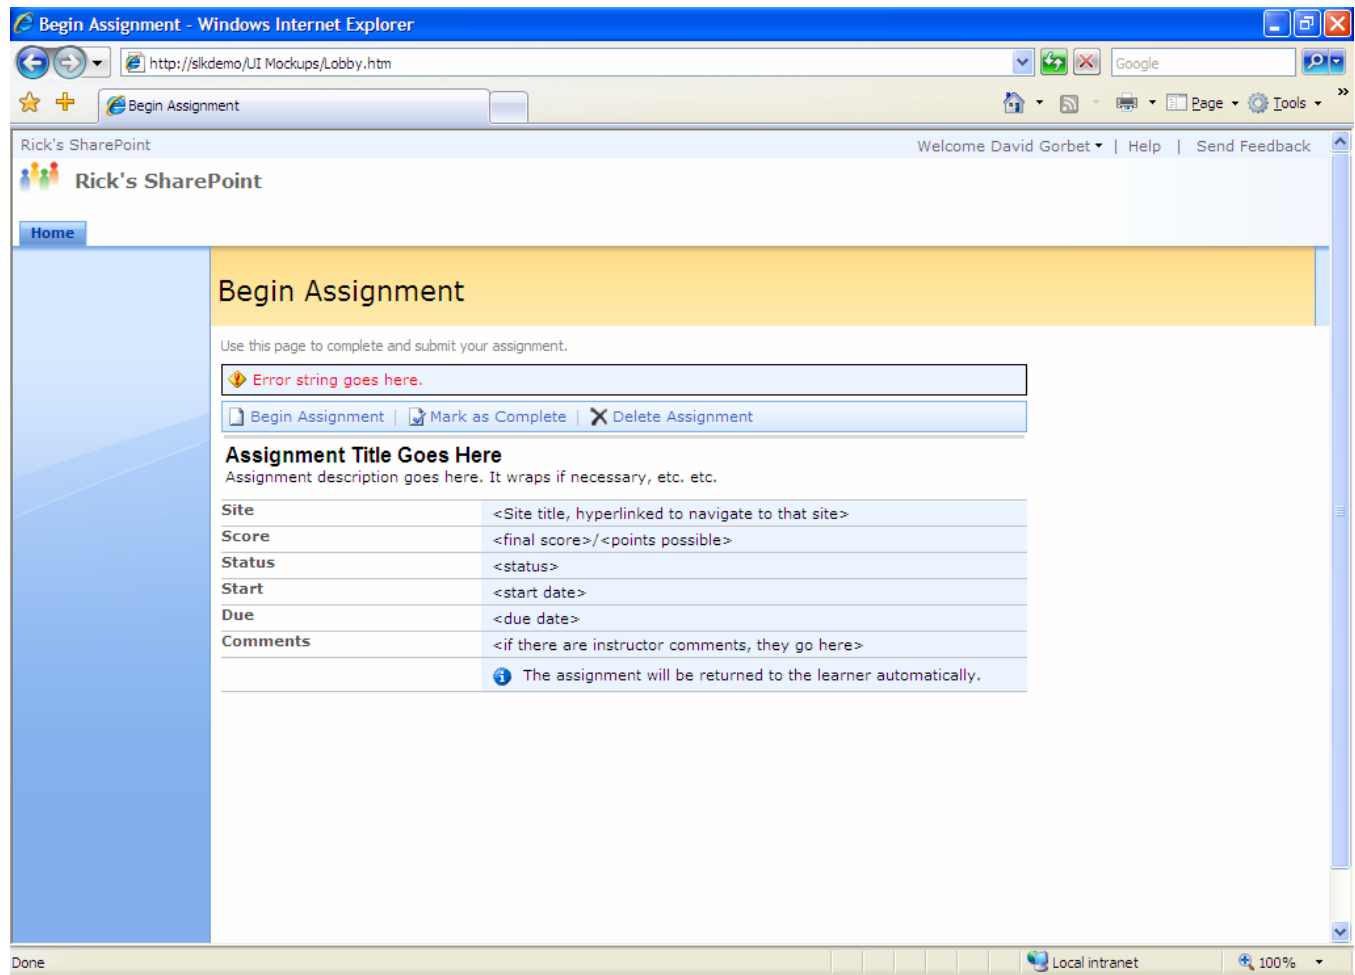 Begin Assignment - Windows Internet Explorer
http://slkdemo/UI Mockups/Lobby.htm
Google
Begin Assignment
Page
Tools
»
Rick's SharePoint
Welcome David Gorbet | Help | Send Feedback
Rick's SharePoint
Home
Begin Assignment
Use this page to complete and submit your assignment.
Error string goes here.
Begin Assignment | Mark as Complete | Delete Assignment
Assignment Title Goes Here
Assignment description goes here. It wraps if necessary, etc. etc.
Site <Site title, hyperlinked to navigate to that site>
Score <final score>/<points possible>
Status <status>
Start <start date>
Due <due date>
Comments <if there are instructor comments, they go here>
The assignment will be returned to the learner automatically.
Done
Local intranet
100%